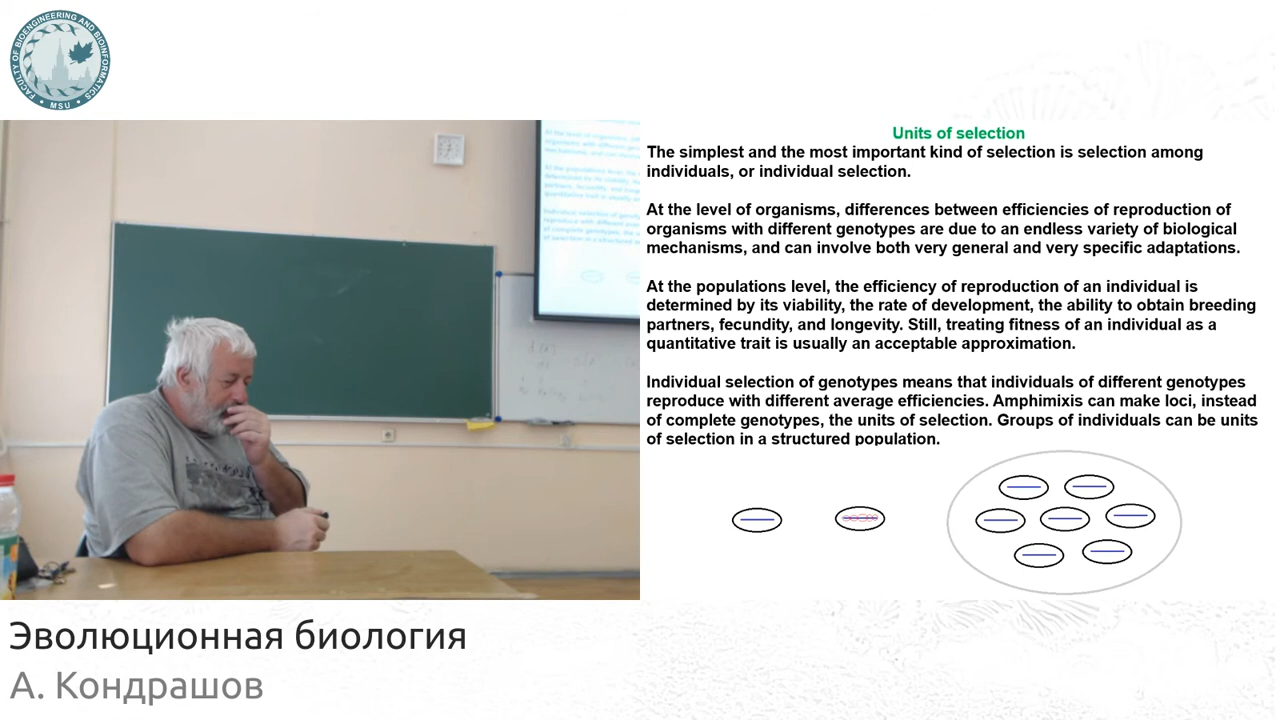 FACULTY OF BIOENGINEERING AND BIOINFORMATICS
• MSU •
Units of selection
The simplest and the most important kind of selection is selection among
individuals, or individual selection.
At the level of organisms, differences between efficiencies of reproduction of
organisms with different genotypes are due to an endless variety of biological
mechanisms, and can involve both very general and very specific adaptations.
At the populations level, the efficiency of reproduction of an individual is
determined by its viability, the rate of development, the ability to obtain breeding
partners, fecundity, and longevity. Still, treating fitness of an individual as a
quantitative trait is usually an acceptable approximation.
Individual selection of genotypes means that individuals of different genotypes
reproduce with different average efficiencies. Amphimixis can make loci, instead
of complete genotypes, the units of selection. Groups of individuals can be units
of selection in a structured population.
Эволюционная биология
А. Кондрашов